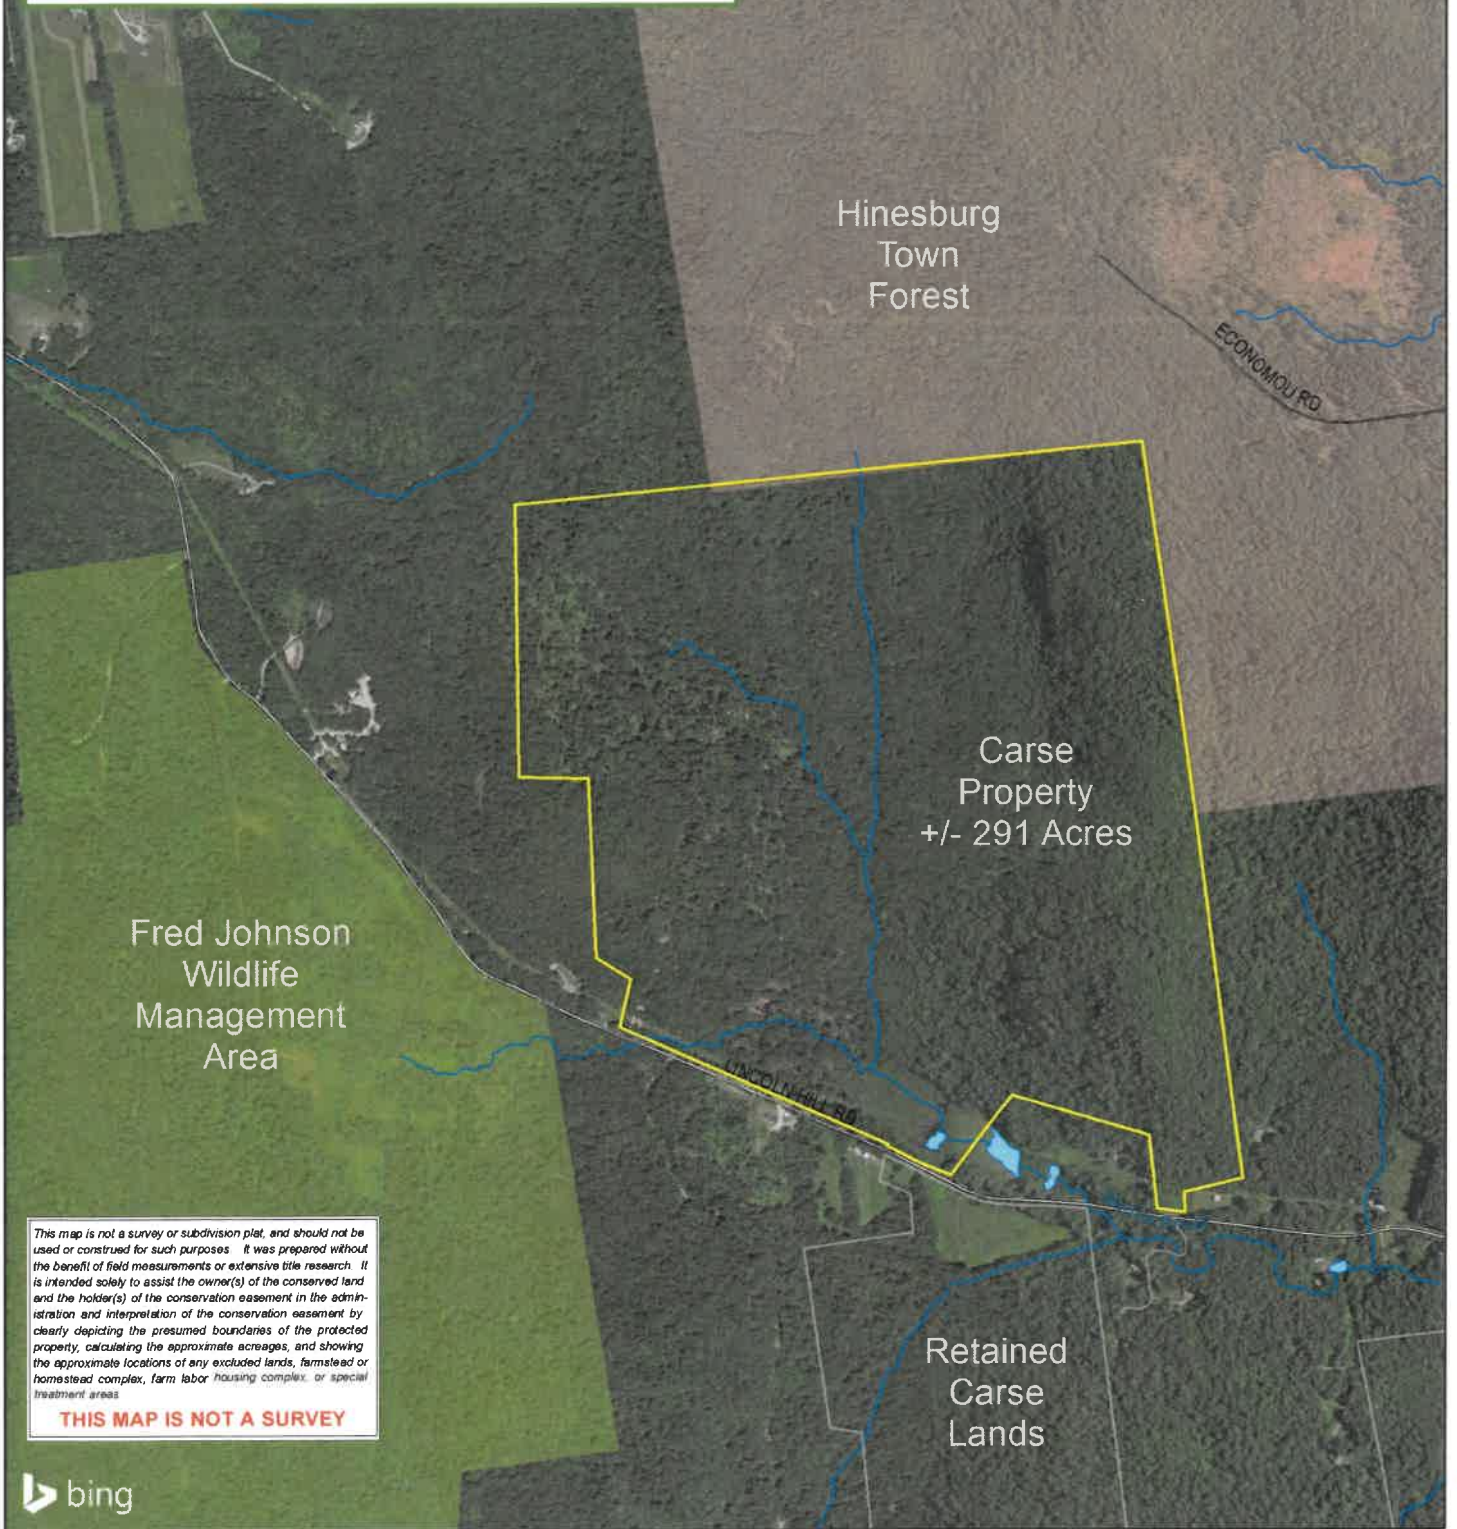 Hinesburg
Town
Forest
ECONOMOU RD
Carse
Property
+/- 291 Acres
Fred Johnson
Wildlife
Management
Area
LINCOLN HILL RD
This map is not a survey or subdivision plat, and should not be
used or construed for such purposes. It was prepared without
the benefit of field measurements or extensive title research. It
is intended solely to assist the owner(s) of the conserved land
and the holder(s) of the conservation easement in the admin-
istration and interpretation of the conservation easement by
clearly depicting the presumed boundaries of the protected
property, calculating the approximate acreages, and showing
the approximate locations of any excluded lands, farmstead or
homestead complex, farm labor housing complex, or special
treatment areas
THIS MAP IS NOT A SURVEY
Retained
Carse
Lands
bing